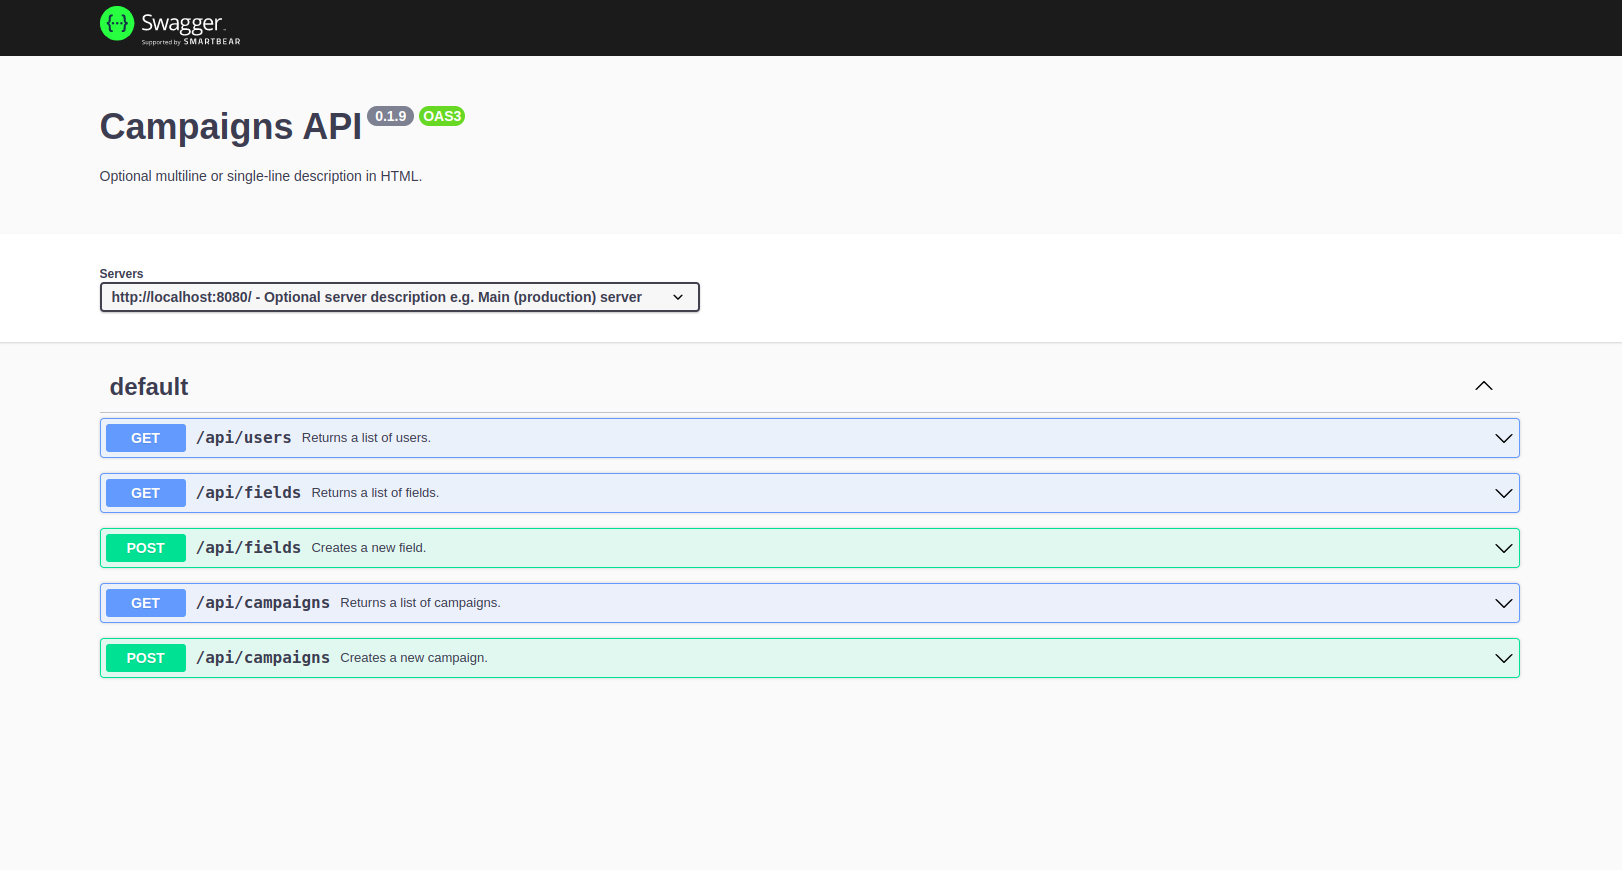 {...} Swagger
Supported by SMARTBEAR
Campaigns API 0.1.9 OAS3
Optional multiline or single-line description in HTML.
Servers
http://localhost:8080/ - Optional server description e.g. Main (production) server
default
GET /api/users Returns a list of users.
GET /api/fields Returns a list of fields.
POST /api/fields Creates a new field.
GET /api/campaigns Returns a list of campaigns.
POST /api/campaigns Creates a new campaign.